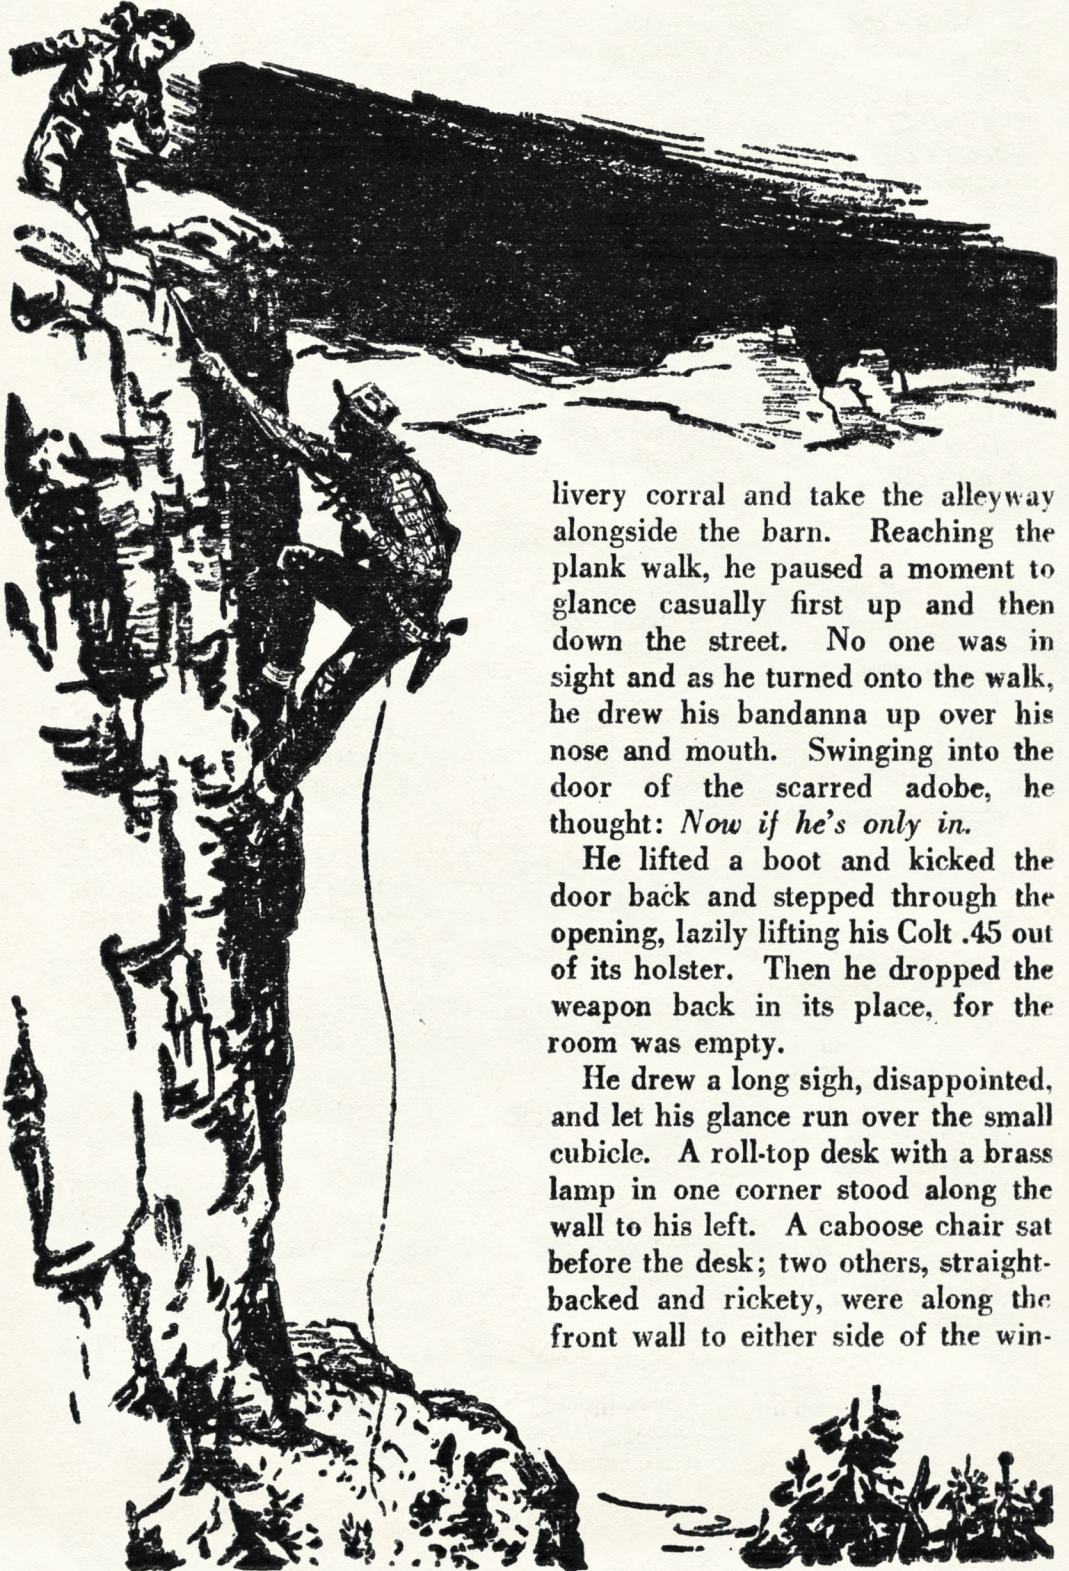 livery corral and take the alleyway
alongside the barn. Reaching the
plank walk, he paused a moment to
glance casually first up and then
down the street. No one was in
sight and as he turned onto the walk,
he drew his bandanna up over his
nose and mouth. Swinging into the
door of the scarred adobe, he
thought: Now if he's only in.
He lifted a boot and kicked the
door back and stepped through the
opening, lazily lifting his Colt .45 out
of its holster. Then he dropped the
weapon back in its place, for the
room was empty.
He drew a long sigh, disappointed,
and let his glance run over the small
cubicle. A roll-top desk with a brass
lamp in one corner stood along the
wall to his left. A caboose chair sat
before the desk; two others, straight-
backed and rickety, were along the
front wall to either side of the win-